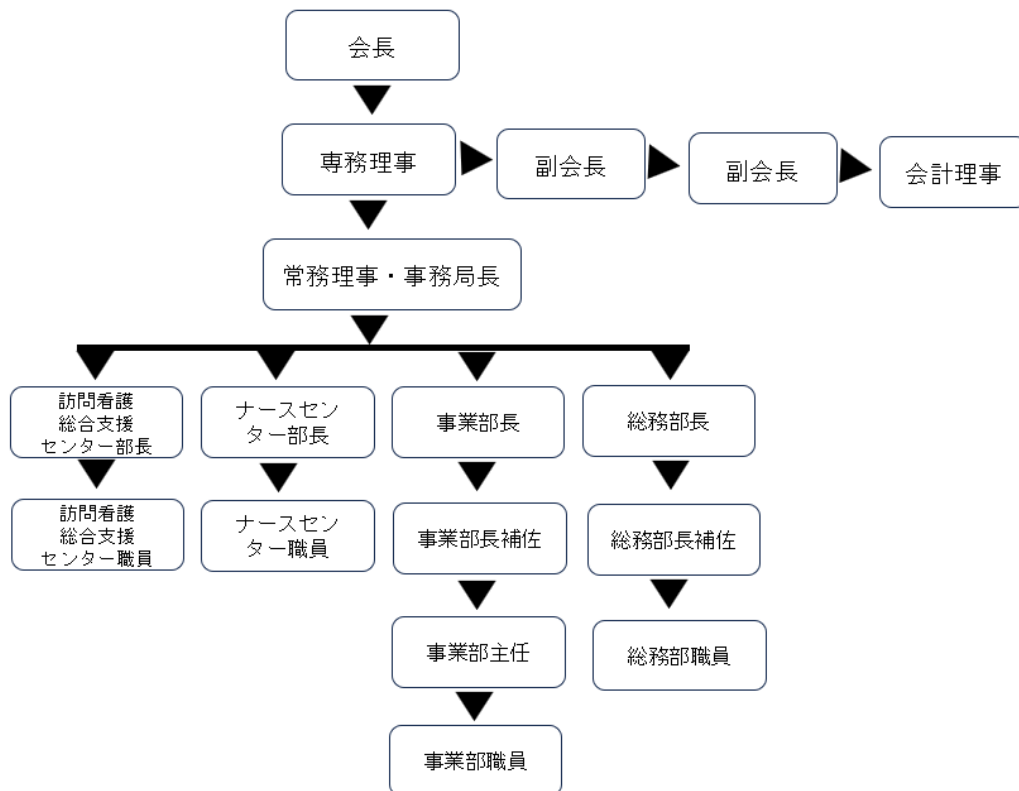 会長
専務理事
副会長
副会長
会計理事
常務理事・事務局長
訪問看護
総合支援
センター部長
ナースセン
ター部長
事業部長
総務部長
訪問看護
総合支援
センター職員
ナースセン
ター職員
事業部長補佐
総務部長補佐
事業部主任
総務部職員
事業部職員